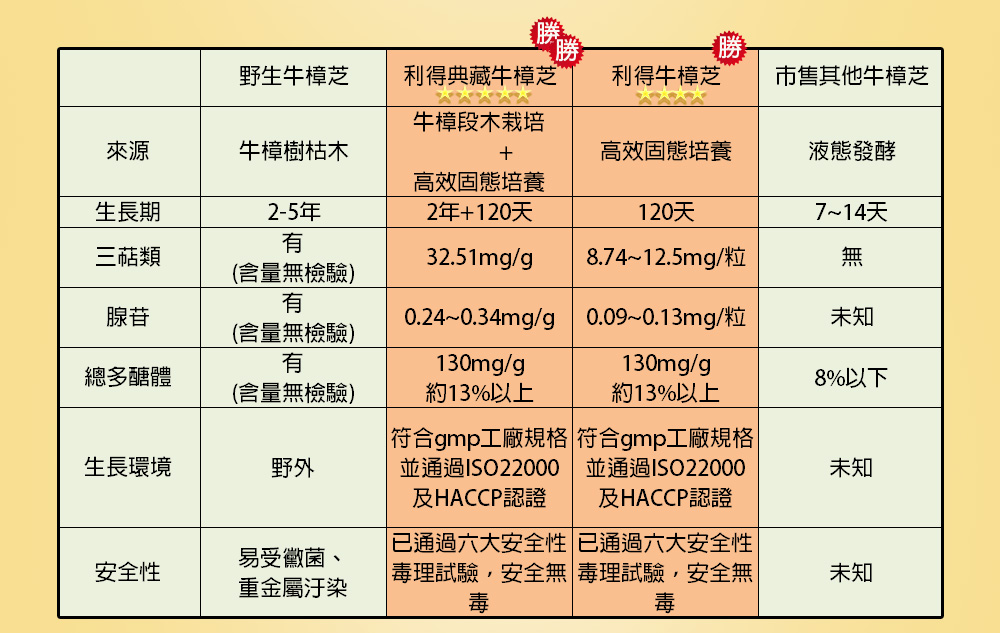 勝
勝
勝
野生牛樟芝
利得典藏牛樟芝
利得牛樟芝
市售其他牛樟芝
來源
牛樟樹枯木
牛樟段木栽培
+
高效固態培養
高效固態培養
液態發酵
生長期
2-5年
2年+120天
120天
7~14天
三萜類
有
(含量無檢驗)
32.51mg/g
8.74~12.5mg/粒
無
腺苷
有
(含量無檢驗)
0.24~0.34mg/g
0.09~0.13mg/粒
未知
總多醣體
有
(含量無檢驗)
130mg/g
約13%以上
130mg/g
約13%以上
8%以下
生長環境
野外
符合gmp工廠規格
並通過ISO22000
及HACCP認證
符合gmp工廠規格
並通過ISO22000
及HACCP認證
未知
安全性
易受黴菌、
重金屬汙染
已通過六大安全性
毒理試驗，安全無
毒
已通過六大安全性
毒理試驗，安全無
毒
未知